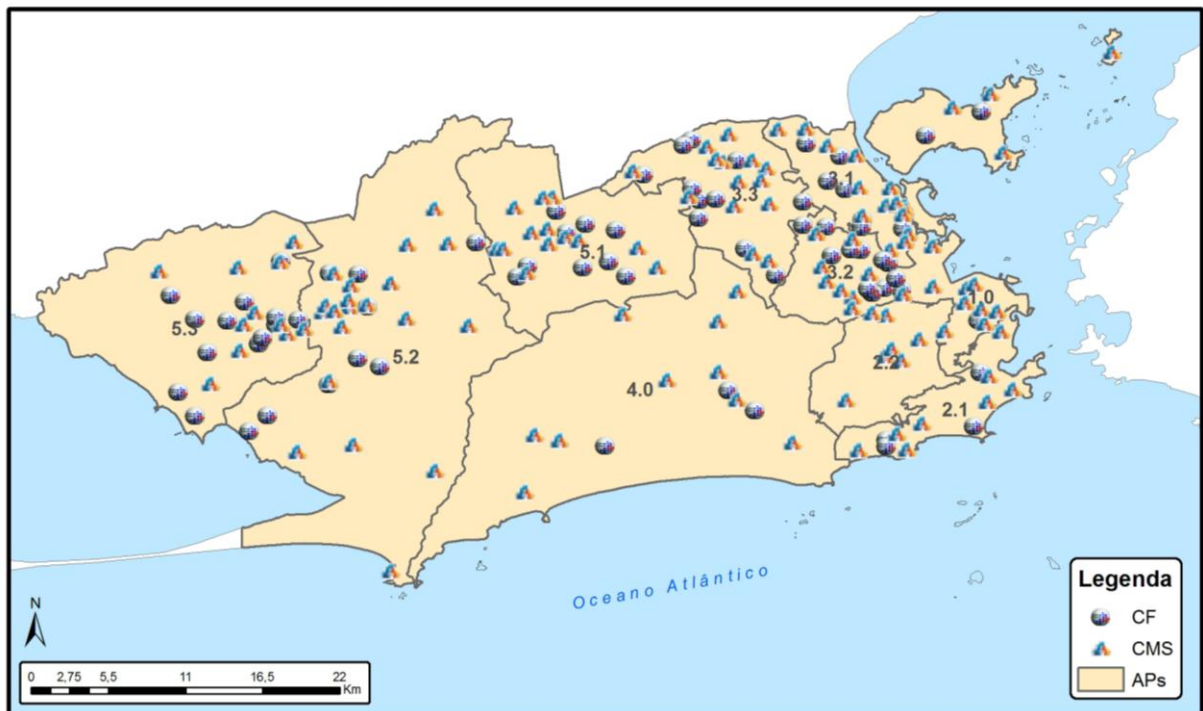 3.1
3.3
5.1
3.2
1.0
5.3
5.2
2.2
4.0
2.1
Oceano Atlântico
N
0 2,75 5,5 11 16,5 22
Km
Legenda
CF
CMS
APs